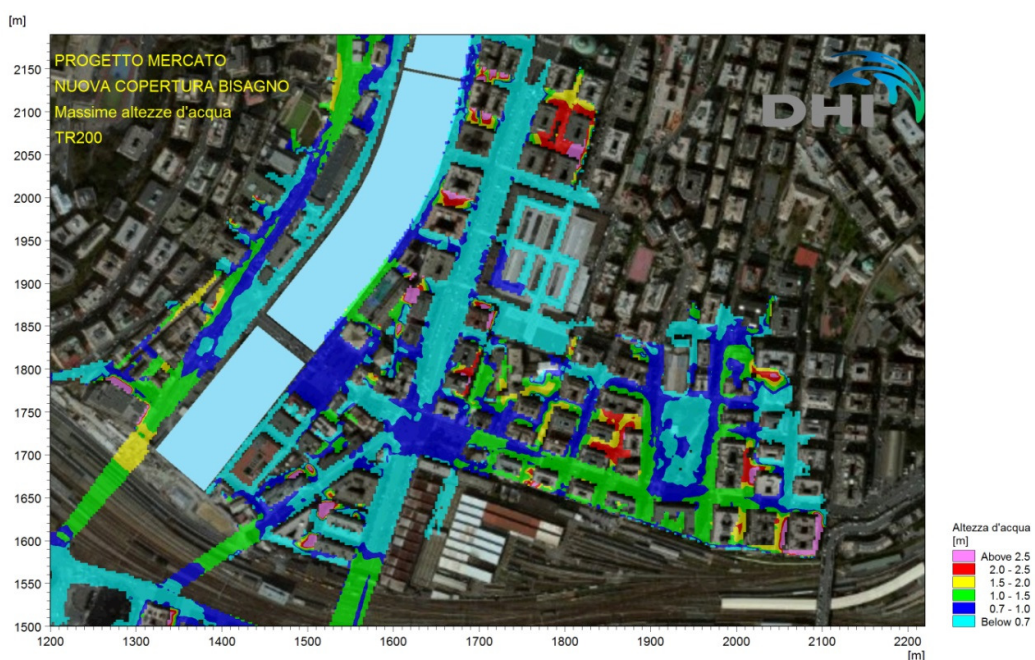 [m]
PROGETTO MERCATO
NUOVA COPERTURA BISAGNO
Massime altezze d'acqua
TR200
DHI
2150
2100
2050
2000
1950
1900
1850
1800
1750
1700
1650
1600
1550
1500
1200 1300 1400 1500 1600 1700 1800 1900 2000 2100 2200
[m]
Altezza d'acqua
[m]
Above 2.5
2.0 - 2.5
1.5 - 2.0
1.0 - 1.5
0.7 - 1.0
Below 0.7